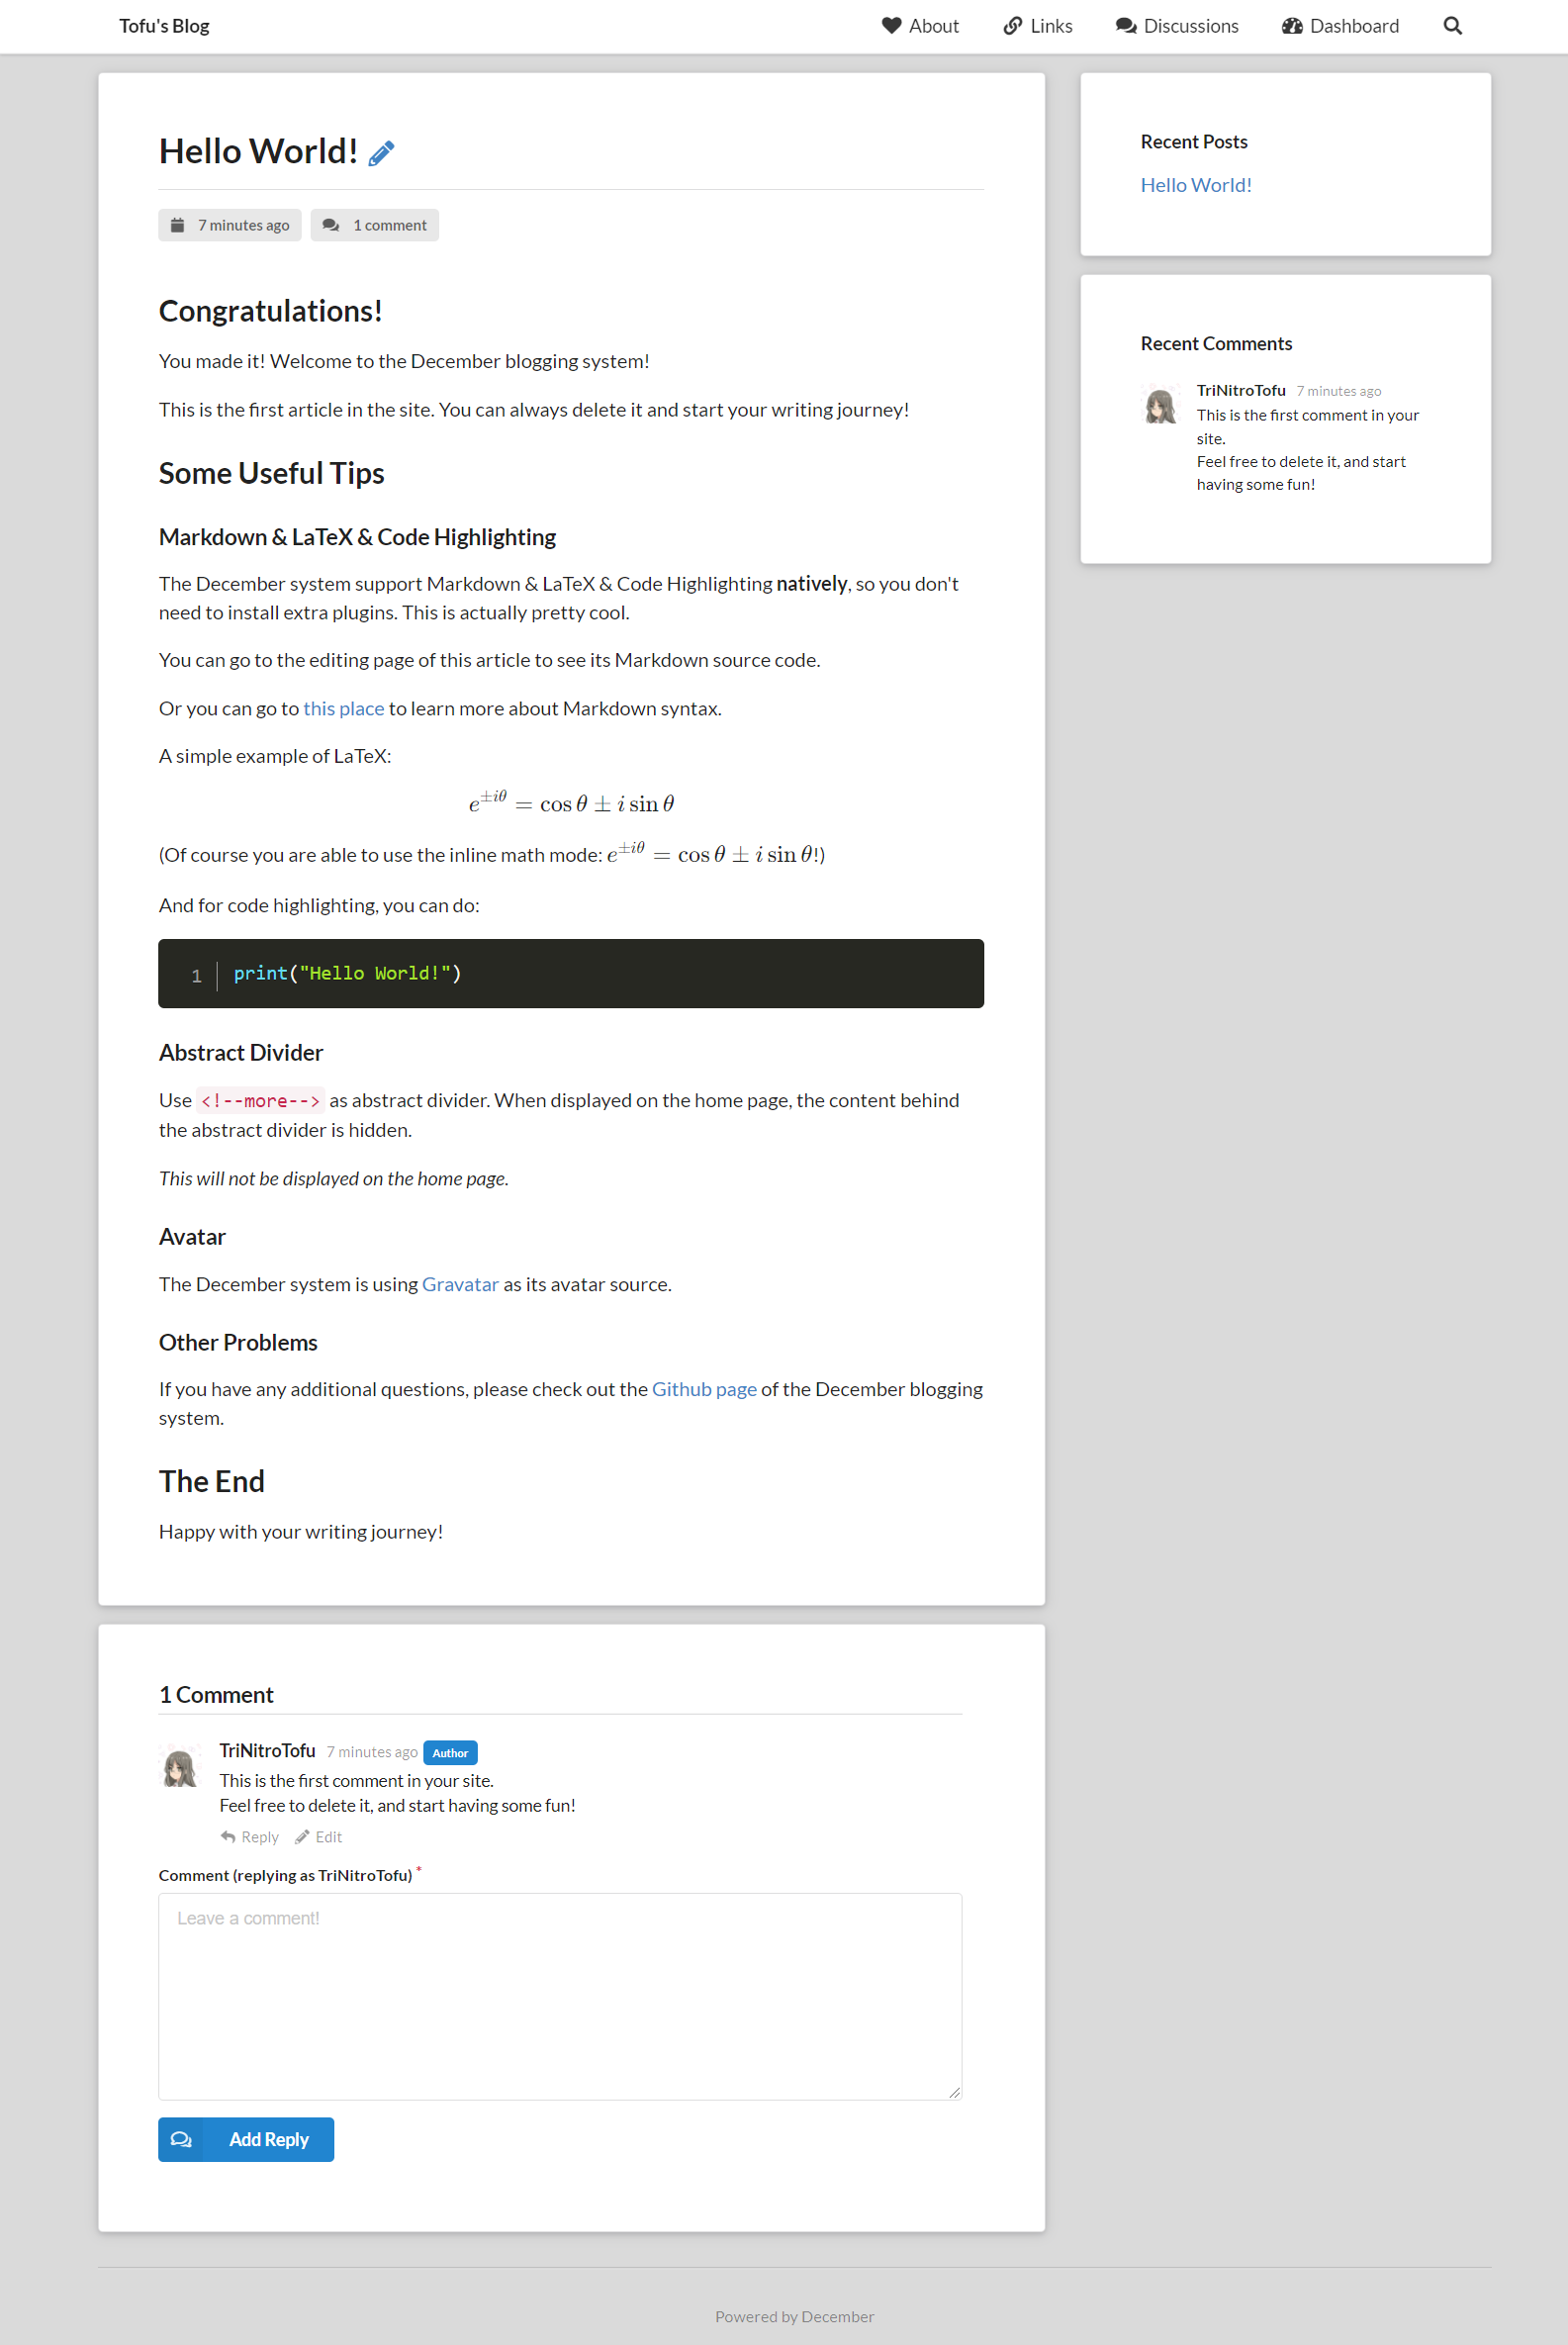 Tofu's Blog
About
Links
Discussions
Dashboard
Hello World!
7 minutes ago
1 comment
Congratulations!
You made it! Welcome to the December blogging system!
This is the first article in the site. You can always delete it and start your writing journey!
Some Useful Tips
Markdown & LaTeX & Code Highlighting
The December system support Markdown & LaTeX & Code Highlighting natively, so you don't
need to install extra plugins. This is actually pretty cool.
You can go to the editing page of this article to see its Markdown source code.
Or you can go to this place to learn more about Markdown syntax.
A simple example of LaTeX:
e^{±iθ} = cos θ ± i sin θ
(Of course you are able to use the inline math mode: e^{±iθ} = cos θ ± i sin θ!)
And for code highlighting, you can do:
1 print("Hello World!")
Abstract Divider
Use <!--more--> as abstract divider. When displayed on the home page, the content behind
the abstract divider is hidden.
This will not be displayed on the home page.
Avatar
The December system is using Gravatar as its avatar source.
Other Problems
If you have any additional questions, please check out the Github page of the December blogging
system.
The End
Happy with your writing journey!
1 Comment
TriNitroTofu 7 minutes ago Author
This is the first comment in your site.
Feel free to delete it, and start having some fun!
Reply Edit
Comment (replying as TriNitroTofu) *
Leave a comment!
Add Reply
Recent Posts
Hello World!
Recent Comments
TriNitroTofu 7 minutes ago
This is the first comment in your
site.
Feel free to delete it, and start
having some fun!
Powered by December